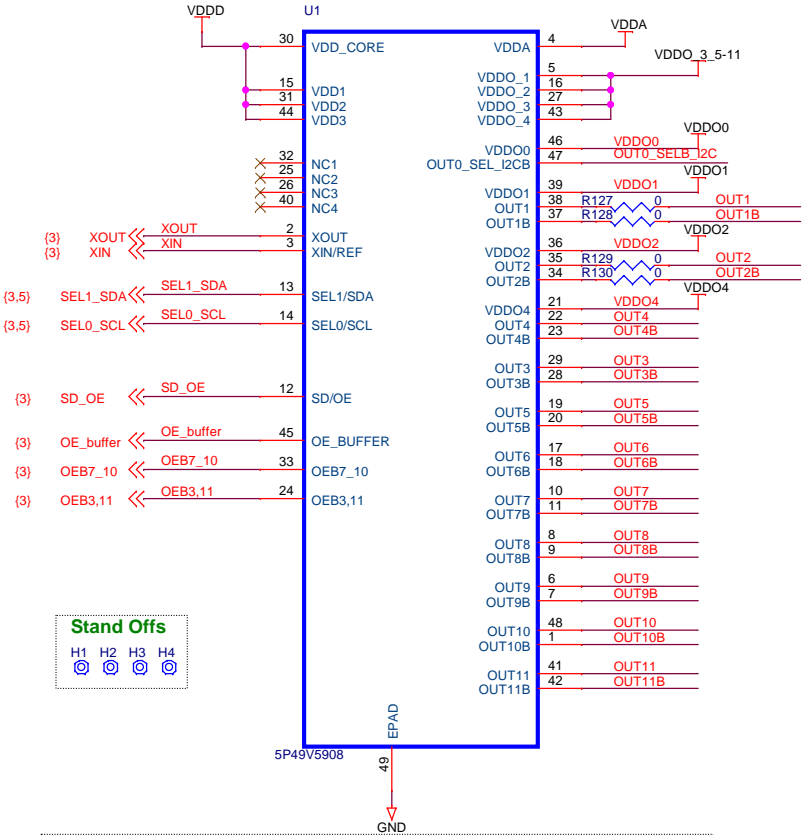 U1
VDDD
VDDA
VDDO_3_5-11
30 VDD_CORE
VDDA 4
15 VDD1
31 VDD2
44 VDD3
VDDO_1 5
VDDO_2 16
VDDO_3 27
VDDO_4 43
VDDO0
VDDO0 46 VDDO0
OUT0_SEL_I2CB 47 OUT0_SELB_I2C
32 NC1
25 NC2
26 NC3
40 NC4
VDDO1
VDDO1 39 VDDO1
OUT1 38 R127 0 OUT1
OUT1B 37 R128 0 OUT1B
{3} XOUT XOUT 2 XOUT
{3} XIN XIN 3 XIN/REF
VDDO2
VDDO2 36 VDDO2
OUT2 35 R129 0 OUT2
OUT2B 34 R130 0 OUT2B
{3,5} SEL1_SDA SEL1_SDA 13 SEL1/SDA
{3,5} SEL0_SCL SEL0_SCL 14 SEL0/SCL
VDDO4
VDDO4 21 VDDO4
OUT4 22 OUT4
OUT4B 23 OUT4B
OUT3 29 OUT3
OUT3B 28 OUT3B
{3} SD_OE SD_OE 12 SD/OE
OUT5 19 OUT5
OUT5B 20 OUT5B
{3} OE_buffer OE_buffer 45 OE_BUFFER
{3} OEB7_10 OEB7_10 33 OEB7_10
{3} OEB3,11 OEB3,11 24 OEB3,11
OUT6 17 OUT6
OUT6B 18 OUT6B
OUT7 10 OUT7
OUT7B 11 OUT7B
OUT8 8 OUT8
OUT8B 9 OUT8B
OUT9 6 OUT9
OUT9B 7 OUT9B
OUT10 48 OUT10
OUT10B 1 OUT10B
OUT11 41 OUT11
OUT11B 42 OUT11B
Stand Offs
H1 H2 H3 H4
EPAD
5P49V5908
49
GND